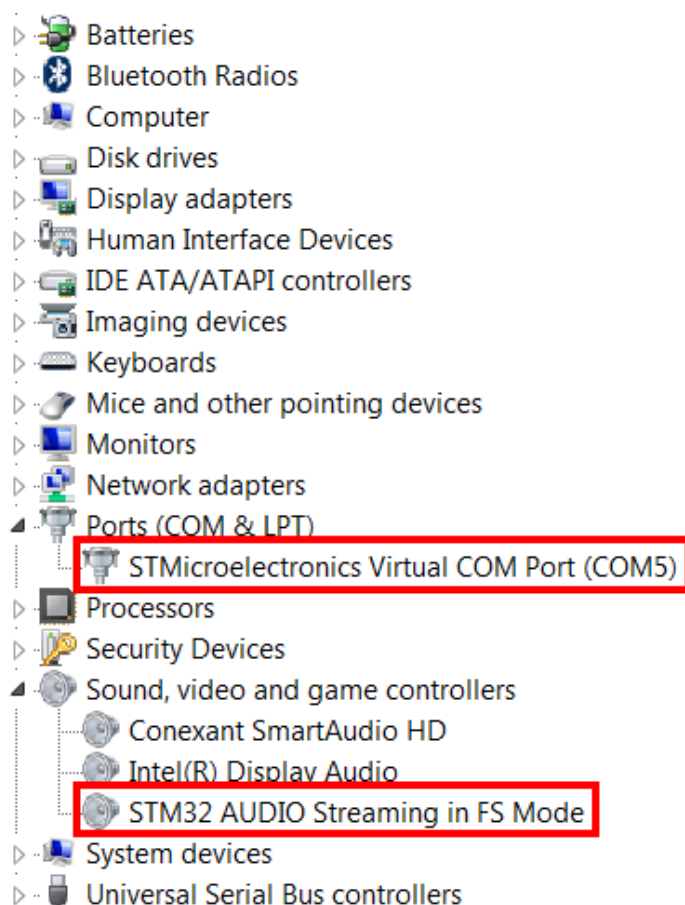 Batteries
Bluetooth Radios
Computer
Disk drives
Display adapters
Human Interface Devices
IDE ATA/ATAPI controllers
Imaging devices
Keyboards
Mice and other pointing devices
Monitors
Network adapters
Ports (COM & LPT)
STMicroelectronics Virtual COM Port (COM5)
Processors
Security Devices
Sound, video and game controllers
Conexant SmartAudio HD
Intel(R) Display Audio
STM32 AUDIO Streaming in FS Mode
System devices
Universal Serial Bus controllers